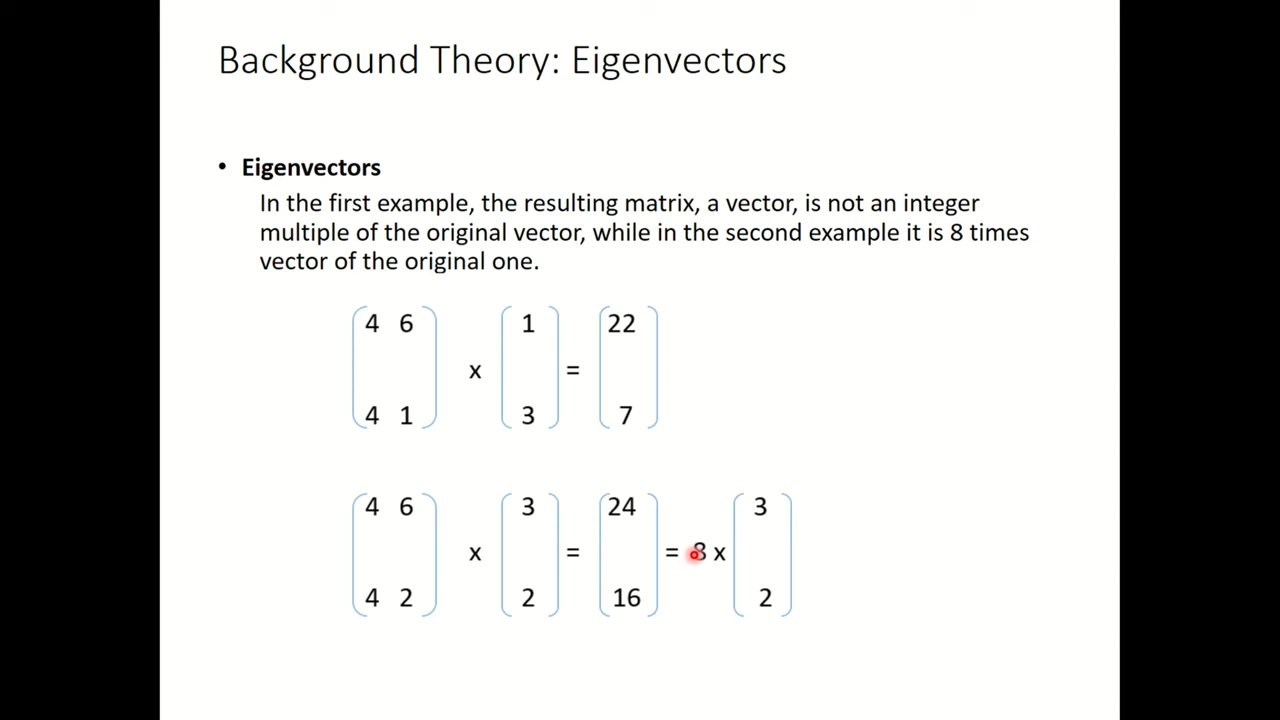 Background Theory: Eigenvectors
• Eigenvectors
In the first example, the resulting matrix, a vector, is not an integer
multiple of the original vector, while in the second example it is 8 times
vector of the original one.
4 6 1 22
x =
4 1 3 7
4 6 3 24 3
x = = 8 x
4 2 2 16 2